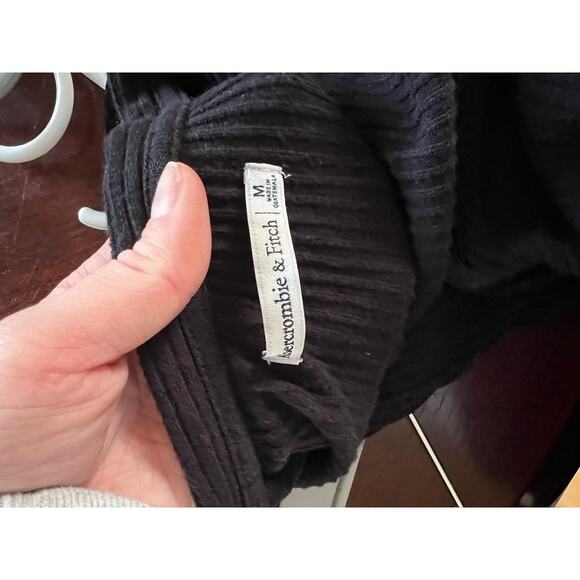 Abercrombie & Fitch
M
MADE IN
GUATEMALA